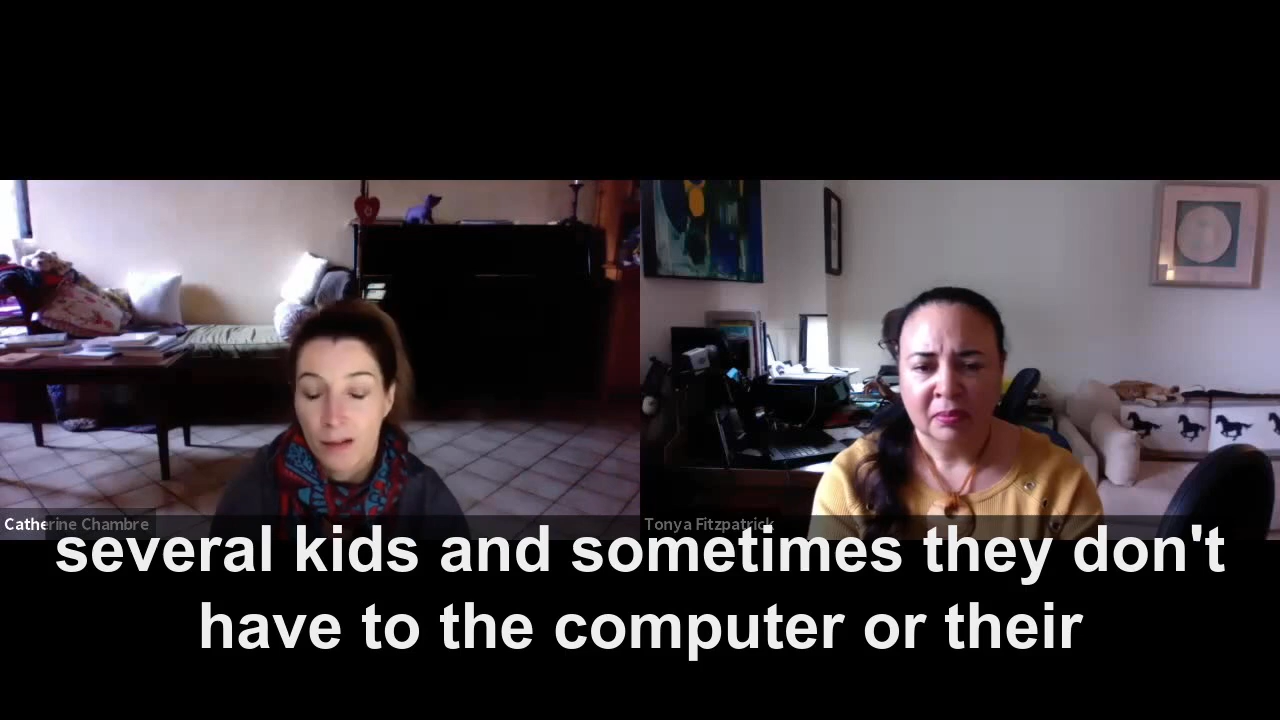 Catherine Chambre
Tonya Fitzpatrick
several kids and sometimes they don't
have to the computer or their